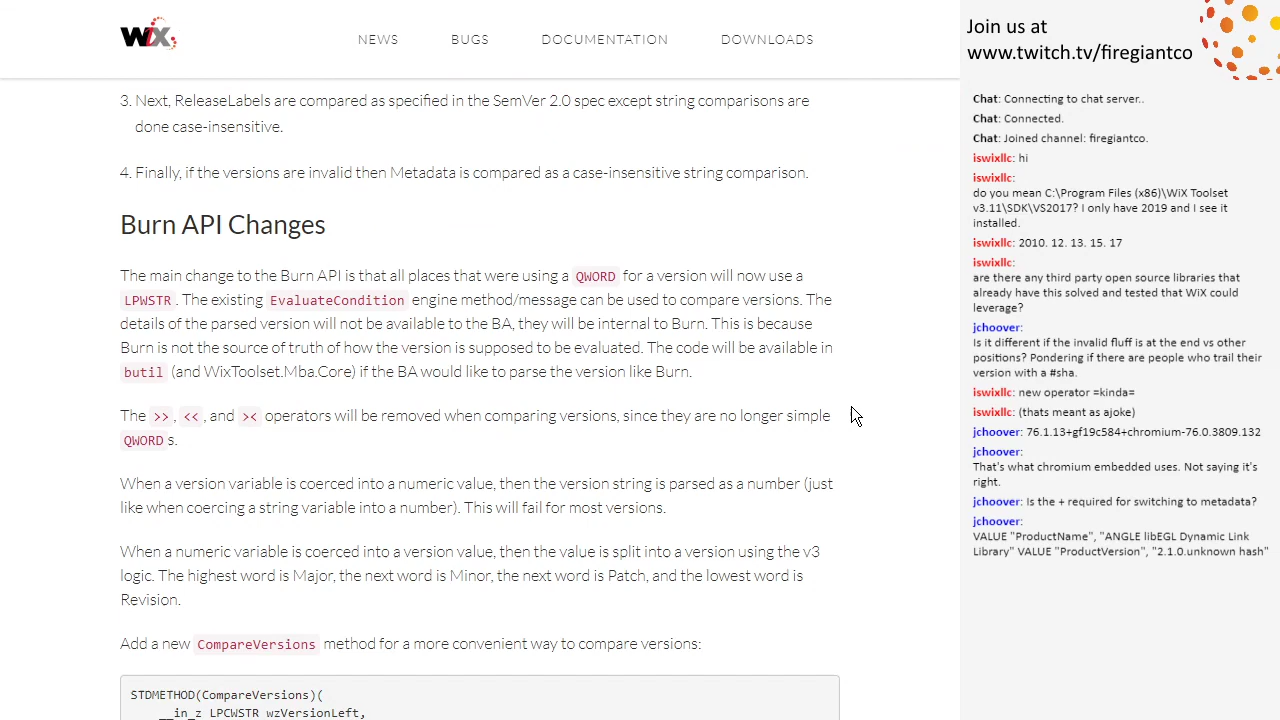 WiX
NEWS BUGS DOCUMENTATION DOWNLOADS
3. Next, ReleaseLabels are compared as specified in the SemVer 2.0 spec except string comparisons are
done case-insensitive.
4. Finally, if the versions are invalid then Metadata is compared as a case-insensitive string comparison.
Burn API Changes
The main change to the Burn API is that all places that were using a QWORD for a version will now use a
LPWSTR. The existing evaluateCondition engine method/message can be used to compare versions. The
details of the parsed version will not be available to the BA, they will be internal to Burn. This is because
Burn is not the source of truth of how the version is supposed to be evaluated. The code will be available in
butil (and WixToolset.Mba.Core) if the BA would like to parse the version like Burn.
The >>, <<, and >< operators will be removed when comparing versions, since they are no longer simple
QWORDs.
When a version variable is coerced into a numeric value, then the version string is parsed as a number (just
like when coercing a string variable into a number). This will fail for most versions.
When a numeric variable is coerced into a version value, then the value is split into a version using the v3
logic. The highest word is Major, the next word is Minor, the next word is Patch, and the lowest word is
Revision.
Add a new CompareVersions method for a more convenient way to compare versions:
STDMETHOD(CompareVersions)(
__in_z LPCWSTR wzVersionLeft,
Join us at
www.twitch.tv/firegiantco
Chat: Connecting to chat server..
Chat: Connected.
Chat: Joined channel: firegiantco.
iswixllc: hi
iswixllc:
do you mean C:\Program Files (x86)\WiX Toolset
v3.11\SDK\VS2017? I only have 2019 and I see it
installed.
iswixllc: 2010. 12. 13. 15. 17
iswixllc:
are there any third party open source libraries that
already have this solved and tested that WiX could
leverage?
jchoover:
Is it different if the invalid fluff is at the end vs other
positions? Pondering if there are people who trail their
version with a #sha.
iswixllc: new operator =kinda=
iswixllc: (thats meant as ajoke)
jchoover: 76.1.13+gf19c584+chromium-76.0.3809.132
jchoover:
That's what chromium embedded uses. Not saying it's
right.
jchoover: Is the + required for switching to metadata?
jchoover:
VALUE "ProductName", "ANGLE libEGL Dynamic Link
Library" VALUE "ProductVersion", "2.1.0.unknown hash"